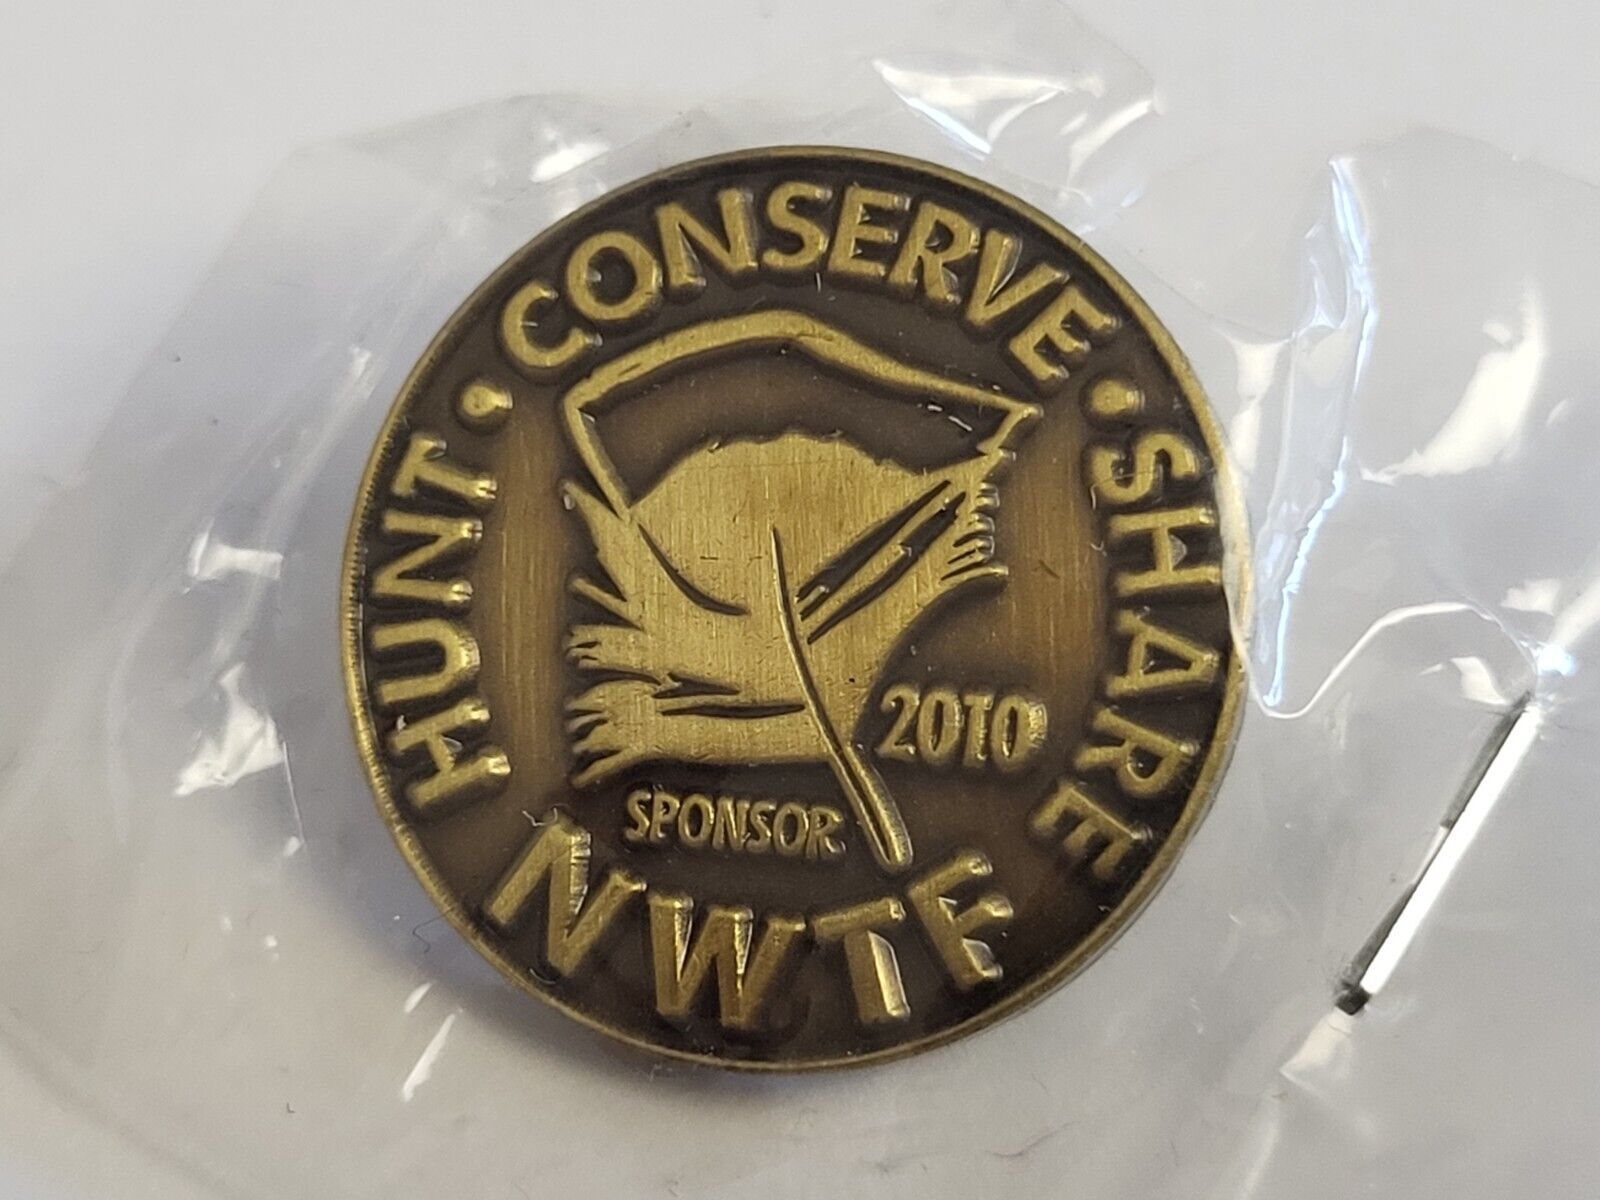 HUNT · CONSERVE · SHARE
2010
SPONSOR
NWTF